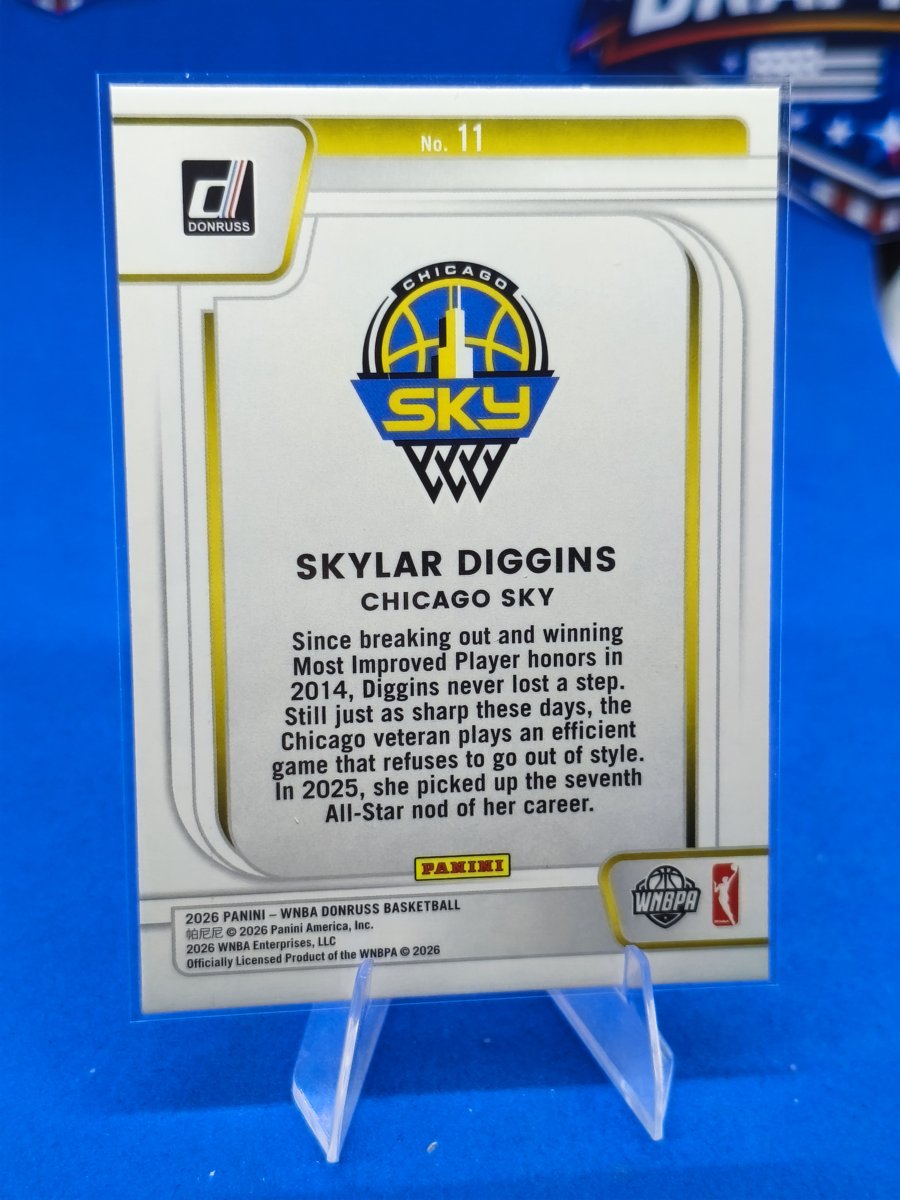 No. 11
DONRUSS
CHICAGO
SKY
SKYLAR DIGGINS
CHICAGO SKY
Since breaking out and winning
Most Improved Player honors in
2014, Diggins never lost a step.
Still just as sharp these days, the
Chicago veteran plays an efficient
game that refuses to go out of style.
In 2025, she picked up the seventh
All-Star nod of her career.
PANINI
WNBPA
2026 PANINI – WNBA DONRUSS BASKETBALL
帕尼尼 © 2026 Panini America, Inc.
2026 WNBA Enterprises, LLC
Officially Licensed Product of the WNBPA © 2026